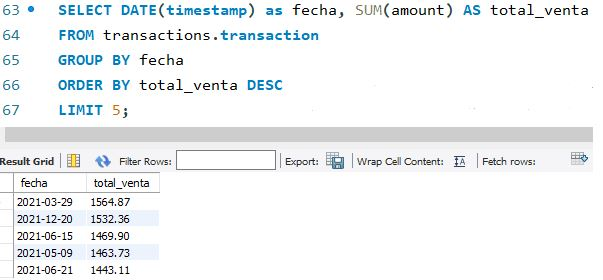 63 SELECT DATE(timestamp) as fecha, SUM(amount) AS total_venta
64 FROM transactions.transaction
65 GROUP BY fecha
66 ORDER BY total_venta DESC
67 LIMIT 5;
Result Grid Filter Rows: Export: Wrap Cell Content: IA Fetch rows:
fecha total_venta
2021-03-29 1564.87
2021-12-20 1532.36
2021-06-15 1469.90
2021-05-09 1463.73
2021-06-21 1443.11